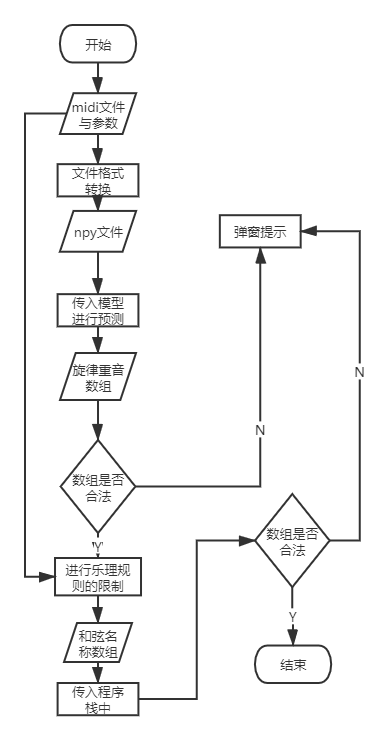 开始
midi文件
与参数
文件格式
转换
npy文件
弹窗提示
传入模型
进行预测
旋律重音
数组
N
N
数组是否
合法
数组是否
合法
'Y'
进行乐理规
则的限制
Y
和弦名
称数组
结束
传入程序
栈中